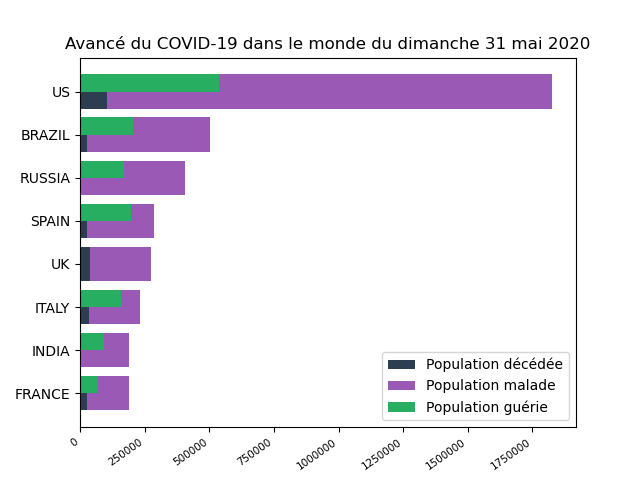 Avancé du COVID-19 dans le monde du dimanche 31 mai 2020
US
BRAZIL
RUSSIA
SPAIN
UK
ITALY
INDIA
FRANCE
Population décédée
Population malade
Population guérie
0
250000
500000
750000
1000000
1250000
1500000
1750000